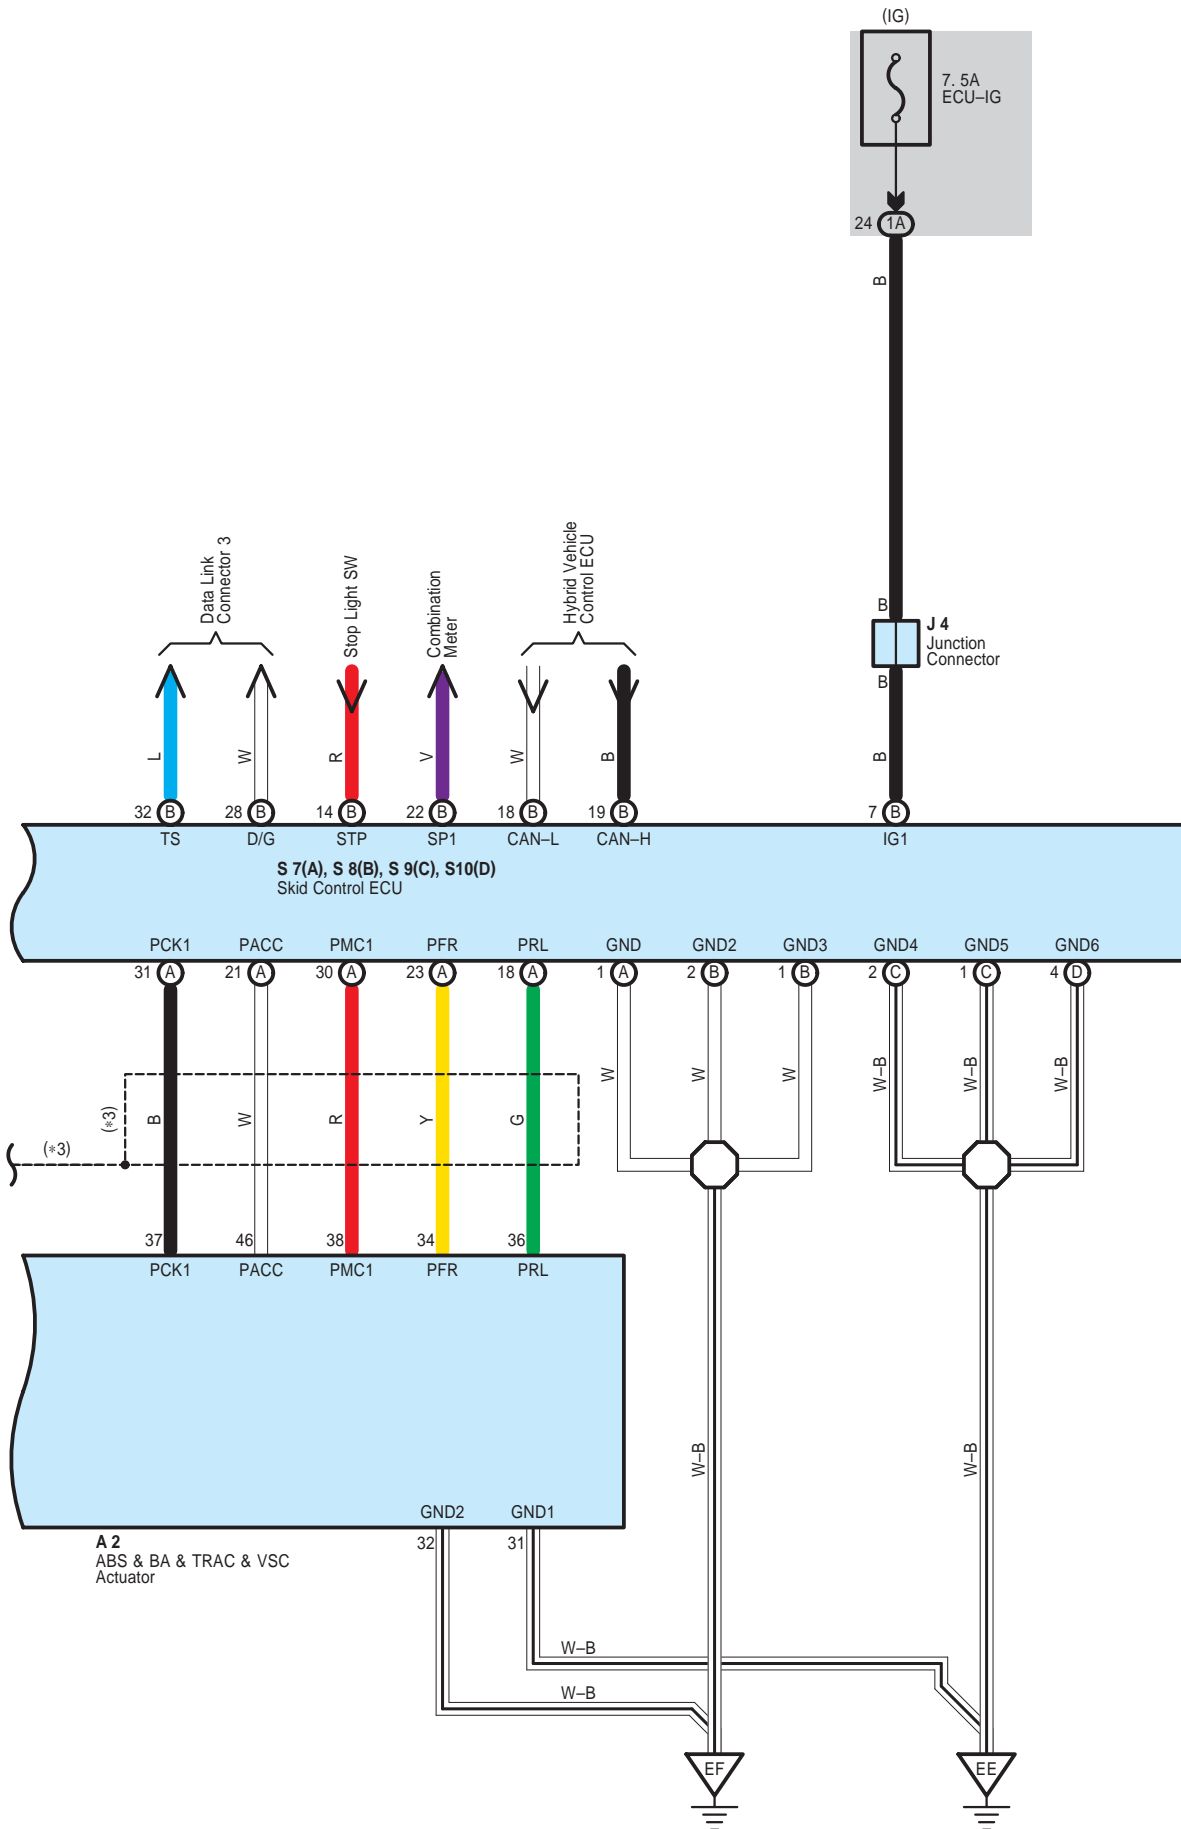 (IG)
7. 5A
ECU–IG
24 1A
B
Data Link
Connector 3
Stop Light SW
Combination
Meter
Hybrid Vehicle
Control ECU
B
J 4
Junction
Connector
B
L
W
R
V
W
B
B
32 B
28 B
14 B
22 B
18 B
19 B
7 B
TS
D/G
STP
SP1
CAN–L
CAN–H
IG1
S 7(A), S 8(B), S 9(C), S10(D)
Skid Control ECU
PCK1
PACC
PMC1
PFR
PRL
GND
GND2
GND3
GND4
GND5
GND6
31 A
21 A
30 A
23 A
18 A
1 A
2 B
1 B
2 C
1 C
4 D
W
W
W
W–B
W–B
W–B
(*3)
B
W
R
Y
G
(*3)
37
46
38
34
36
PCK1
PACC
PMC1
PFR
PRL
W–B
W–B
GND2
GND1
32
31
A 2
ABS & BA & TRAC & VSC
Actuator
W–B
W–B
EF
EE